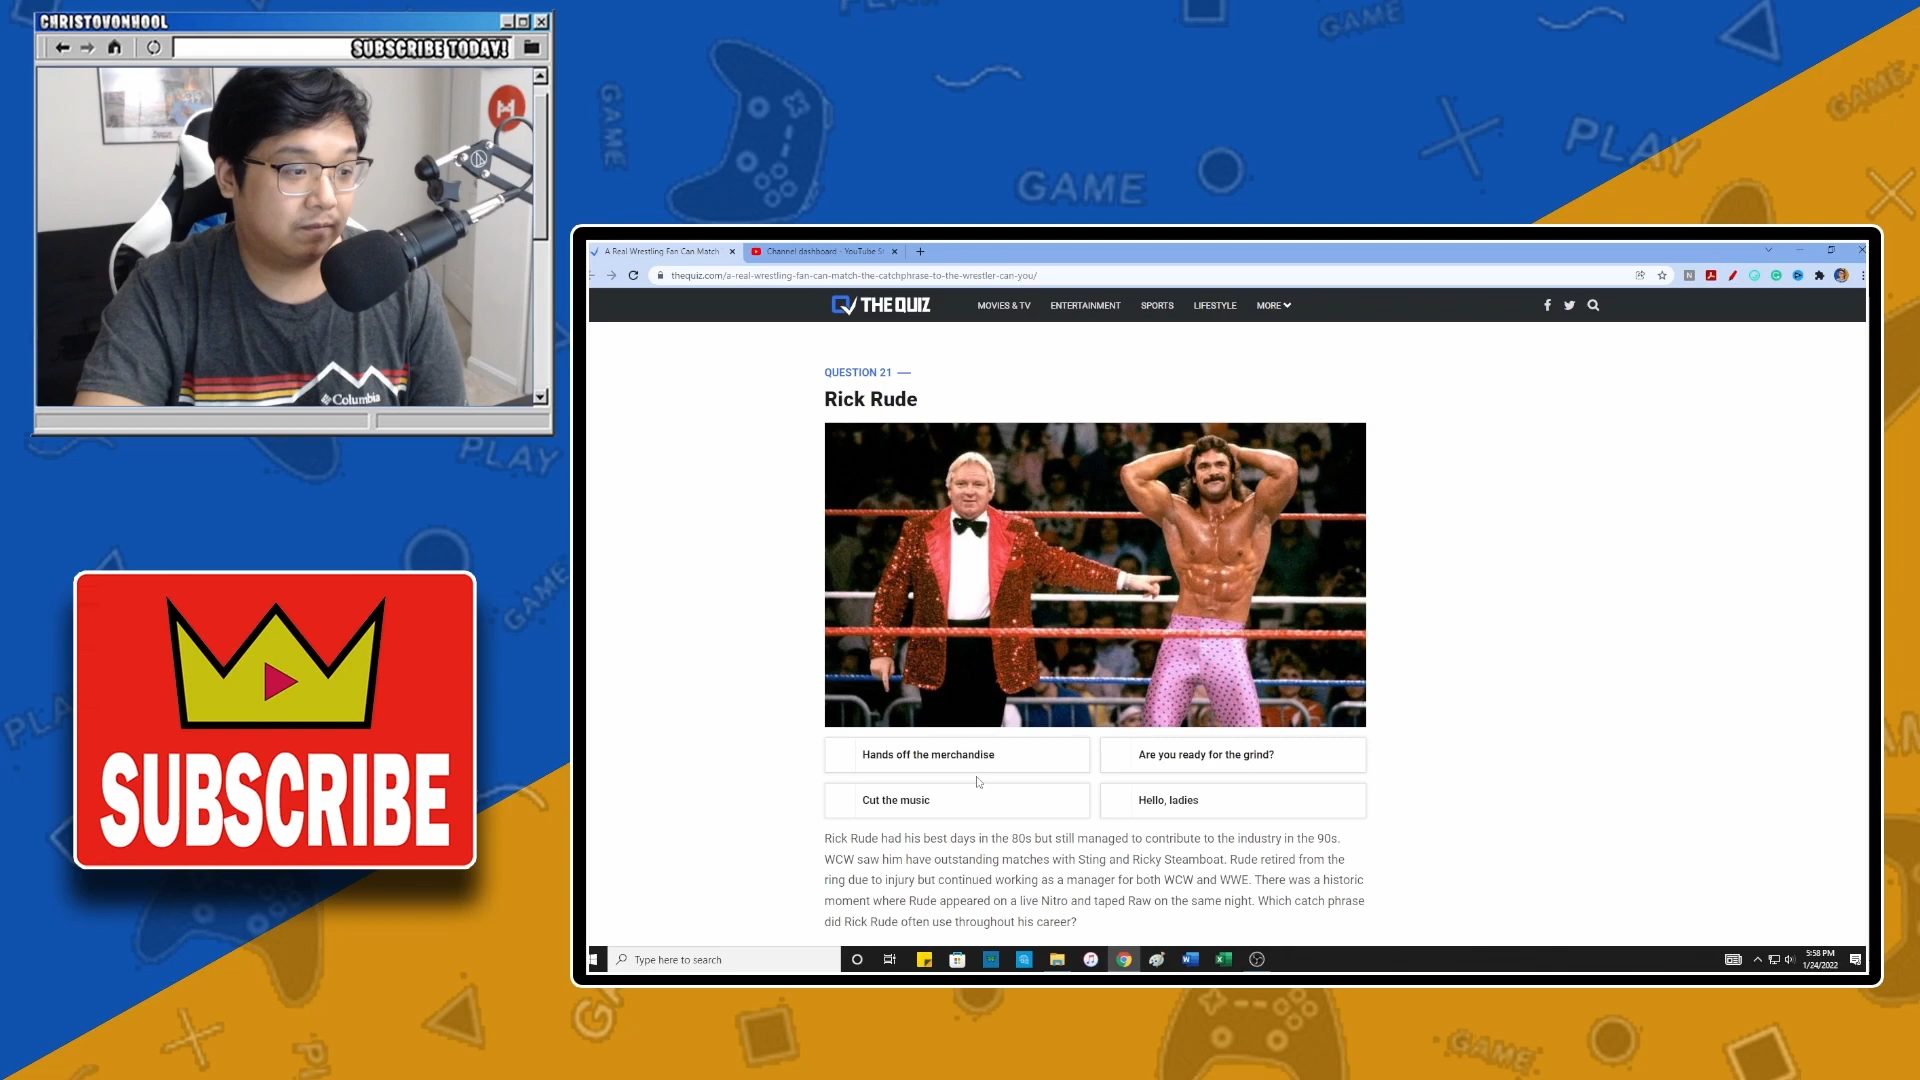 CHRISTOVONHOOL
SUBSCRIBE TODAY!
Columbia
SUBSCRIBE
GAME
PLAY
GAME
GAME
PLAY
GAME
PLAY
GAME
GAME
A Real Wrestling Fan Can Match
Channel dashboard - YouTube S
thequiz.com/a-real-wrestling-fan-can-match-the-catchphrase-to-the-wrestler-can-you/
THE QUIZ
MOVIES & TV
ENTERTAINMENT
SPORTS
LIFESTYLE
MORE
QUESTION 21
Rick Rude
Hands off the merchandise
Are you ready for the grind?
Cut the music
Hello, ladies
Rick Rude had his best days in the 80s but still managed to contribute to the industry in the 90s.
WCW saw him have outstanding matches with Sting and Ricky Steamboat. Rude retired from the
ring due to injury but continued working as a manager for both WCW and WWE. There was a historic
moment where Rude appeared on a live Nitro and taped Raw on the same night. Which catch phrase
did Rick Rude often use throughout his career?
Type here to search
5:58 PM
1/24/2022